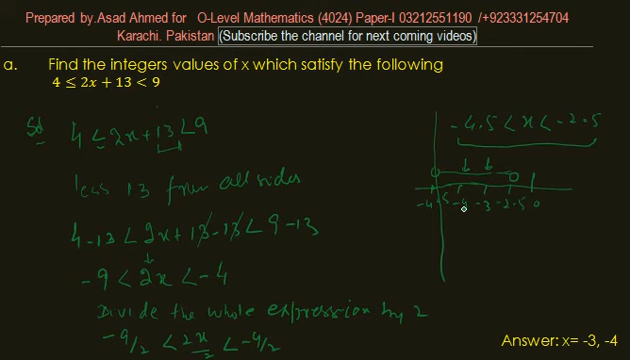 Prepared by.Asad Ahmed for O-Level Mathematics (4024) Paper-I 03212551190 /+923331254704
Karachi. Pakistan (Subscribe the channel for next coming videos)
a. Find the integers values of x which satisfy the following
4 ≤ 2x + 13 < 9
Sol
4 ≤ 2x+13 < 9
less 13 from all sides
4-13 < 2x + 13-13 < 9-13
-9 < 2x < -4
Divide the whole expression by 2
-9/2 < 2x/2 < -4/2
-4.5 < x < -2.5
-4.5 -4 -3 -2.5 0
Answer: x= -3, -4